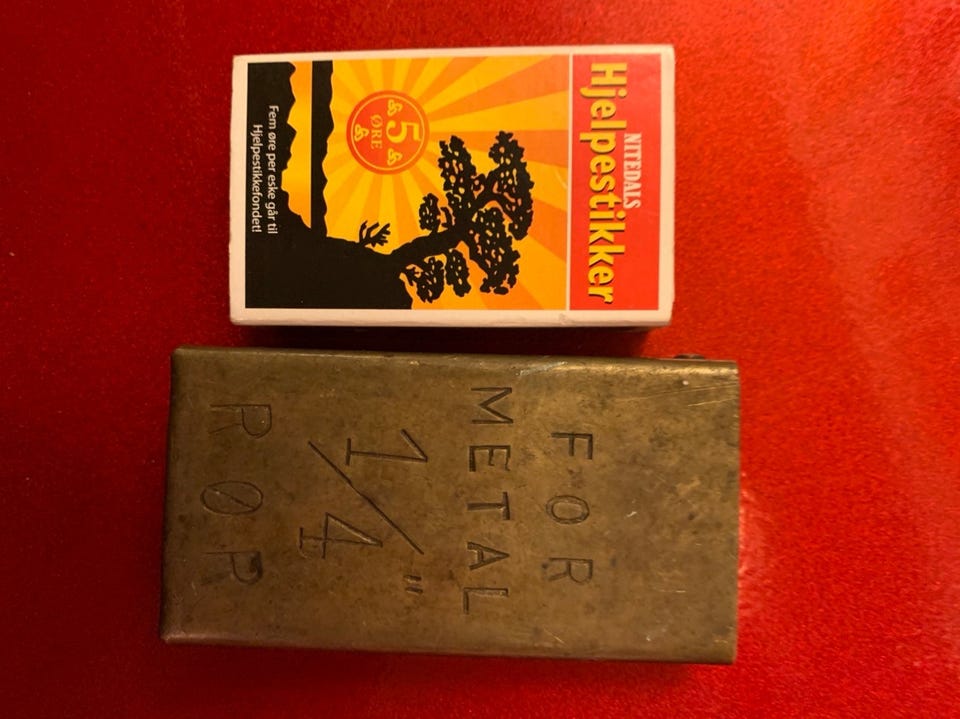 NITEDALS
Hjelpestikker
5
ØRE
Fem øre per eske går til
Hjelpestikkefondet!
FOR
METAL
1/4"
RØR